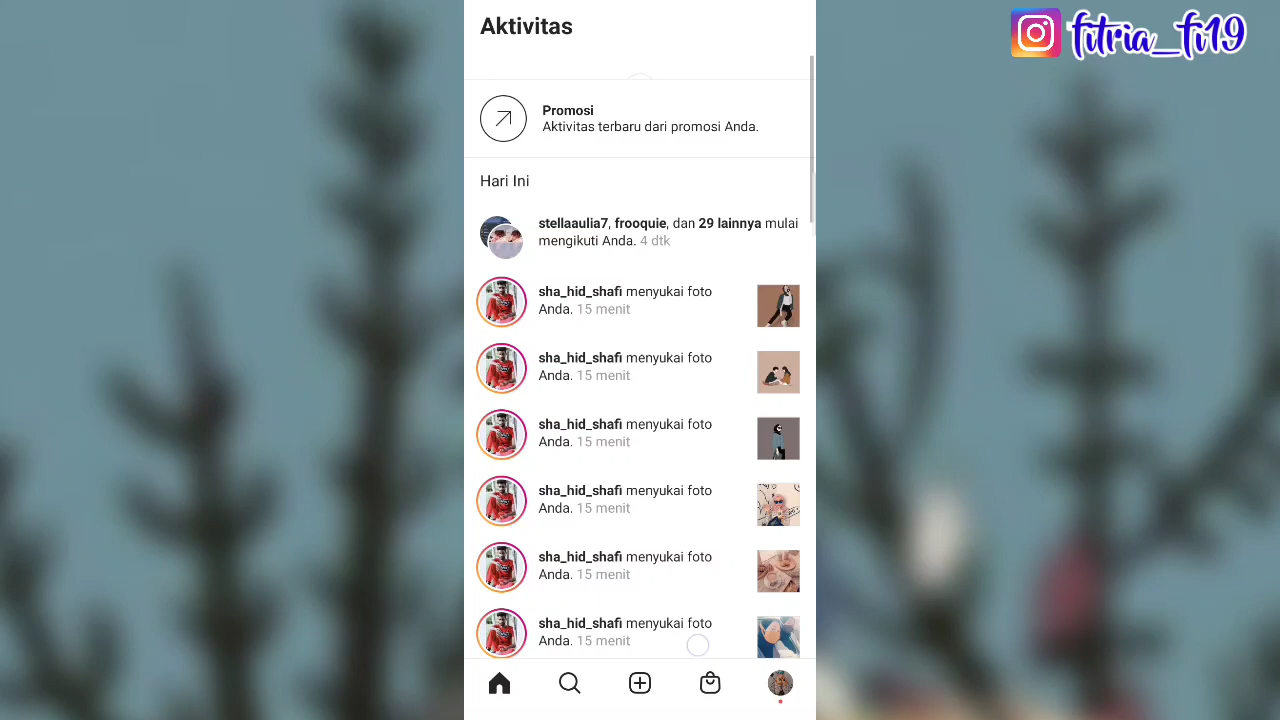 Aktivitas
fitria_fi19
Promosi
Aktivitas terbaru dari promosi Anda.
Hari Ini
stellaaulia7, frooquie, dan 29 lainnya mulai
mengikuti Anda. 4 dtk
sha_hid_shafi menyukai foto
Anda. 15 menit
sha_hid_shafi menyukai foto
Anda. 15 menit
sha_hid_shafi menyukai foto
Anda. 15 menit
sha_hid_shafi menyukai foto
Anda. 15 menit
sha_hid_shafi menyukai foto
Anda. 15 menit
sha_hid_shafi menyukai foto
Anda. 15 menit